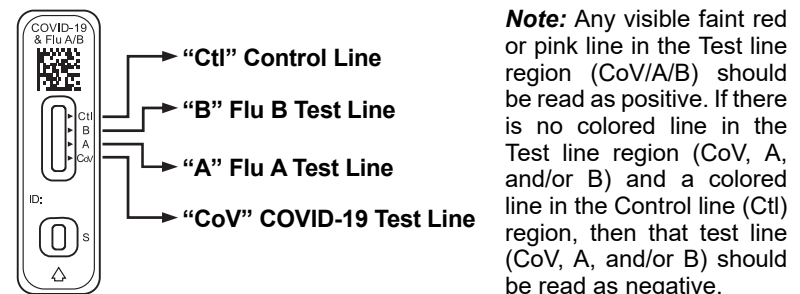 COVID-19
& Flu A/B
Ctl
B
A
CoV
ID:
S
“Ctl” Control Line
“B” Flu B Test Line
“A” Flu A Test Line
“CoV” COVID-19 Test Line
Note: Any visible faint red
or pink line in the Test line
region (CoV/A/B) should
be read as positive. If there
is no colored line in the
Test line region (CoV, A,
and/or B) and a colored
line in the Control line (Ctl)
region, then that test line
(CoV, A, and/or B) should
be read as negative.